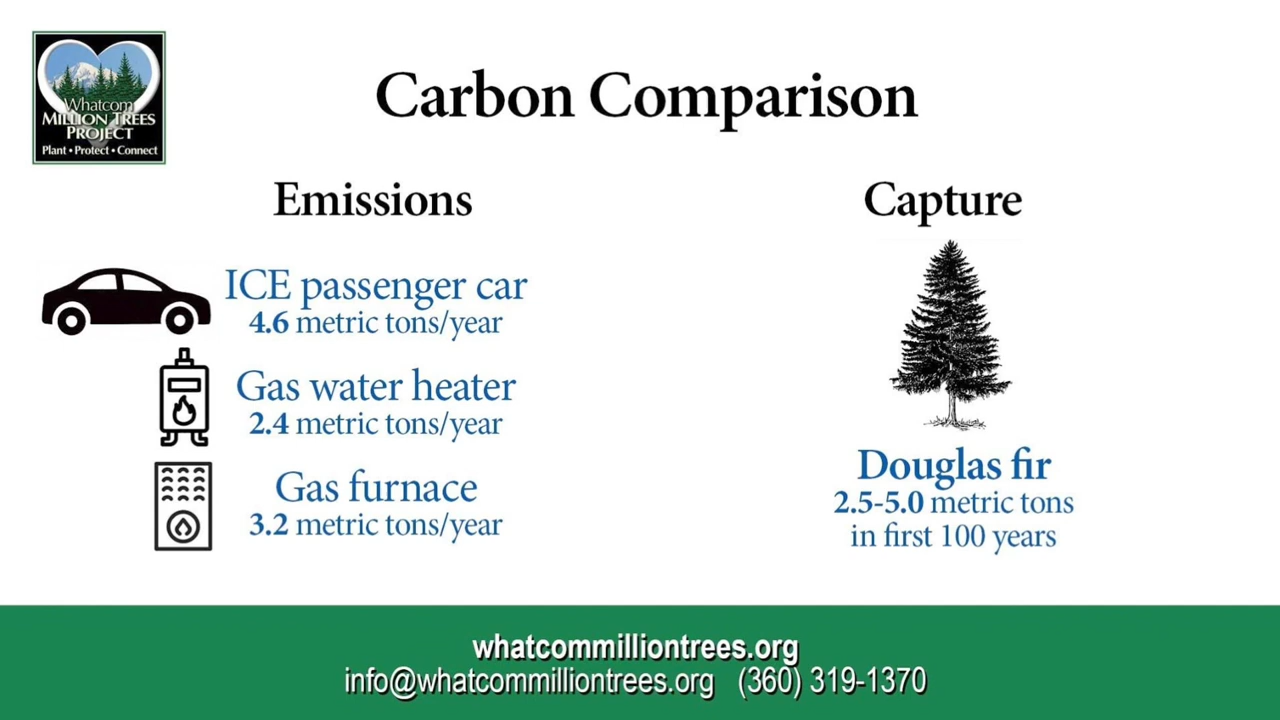 Whatcom
MILLION TREES
PROJECT
Plant • Protect • Connect
Carbon Comparison
Emissions
ICE passenger car
4.6 metric tons/year
Gas water heater
2.4 metric tons/year
Gas furnace
3.2 metric tons/year
Capture
Douglas fir
2.5-5.0 metric tons
in first 100 years
whatcommilliontrees.org
info@whatcommilliontrees.org (360) 319-1370